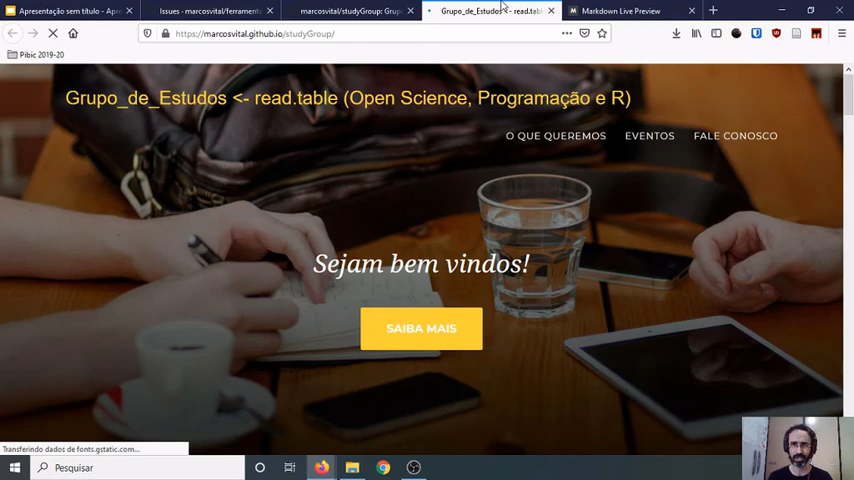 Apresentação sem título - Apre
Issues - marcosvital/ferramenta
marcosvital/studyGroup: Grupo
Grupo_de_Estudos <- read.tabl
Markdown Live Preview
https://marcosvital.github.io/studyGroup/
Pibic 2019-20
Grupo_de_Estudos <- read.table (Open Science, Programação e R)
O QUE QUEREMOS
EVENTOS
FALE CONOSCO
Sejam bem vindos!
SAIBA MAIS
Transferindo dados de fonts.gstatic.com...
Pesquisar